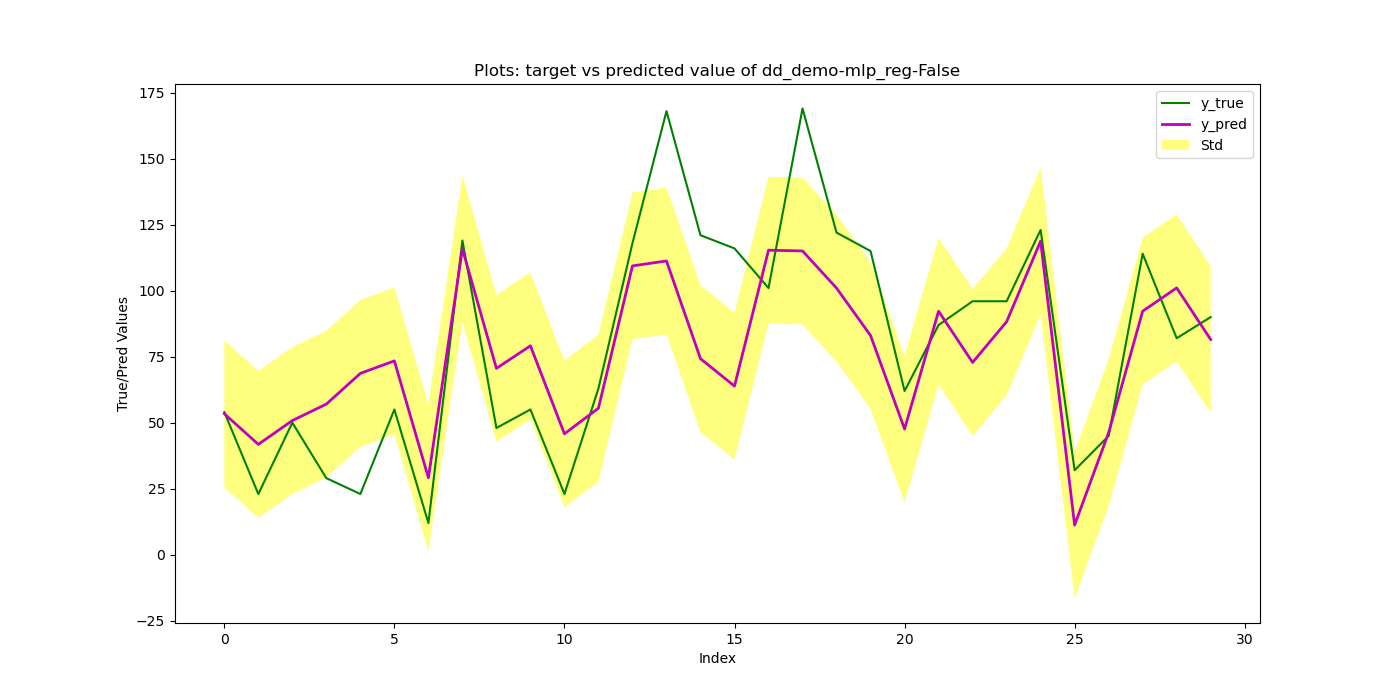 Plots: target vs predicted value of dd_demo-mlp_reg-False
175
150
125
100
75
50
25
0
−25
True/Pred Values
y_true
y_pred
Std
0
5
10
15
20
25
30
Index